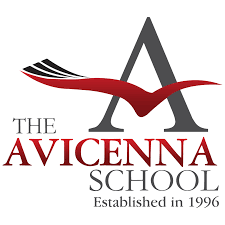 A
THE
AVICENNA
SCHOOL
Established in 1996